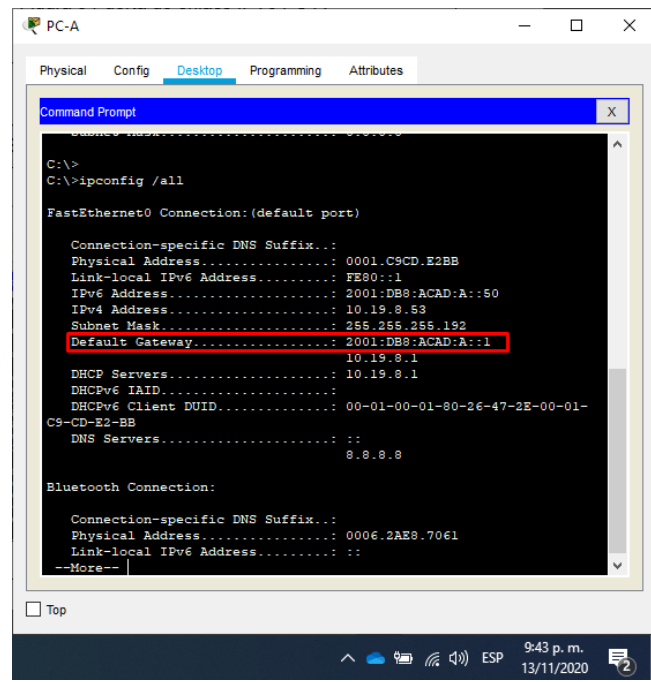 PC-A
Physical Config Desktop Programming Attributes
Command Prompt X
C:\>
C:\>ipconfig /all
FastEthernet0 Connection:(default port)
Connection-specific DNS Suffix..:
Physical Address................: 0001.C9CD.E2BB
Link-local IPv6 Address.........: FE80::1
IPv6 Address....................: 2001:DB8:ACAD:A::50
IPv4 Address....................: 10.19.8.53
Subnet Mask.....................: 255.255.255.192
Default Gateway.................: 2001:DB8:ACAD:A::1
10.19.8.1
DHCP Servers....................: 10.19.8.1
DHCPv6 IAID.....................:
DHCPv6 Client DUID..............: 00-01-00-01-80-26-47-2E-00-01-
C9-CD-E2-BB
DNS Servers.....................: ::
8.8.8.8
Bluetooth Connection:
Connection-specific DNS Suffix..:
Physical Address................: 0006.2AE8.7061
Link-local IPv6 Address.........: ::
--More--
Top
ESP 9:43 p. m.
13/11/2020 2